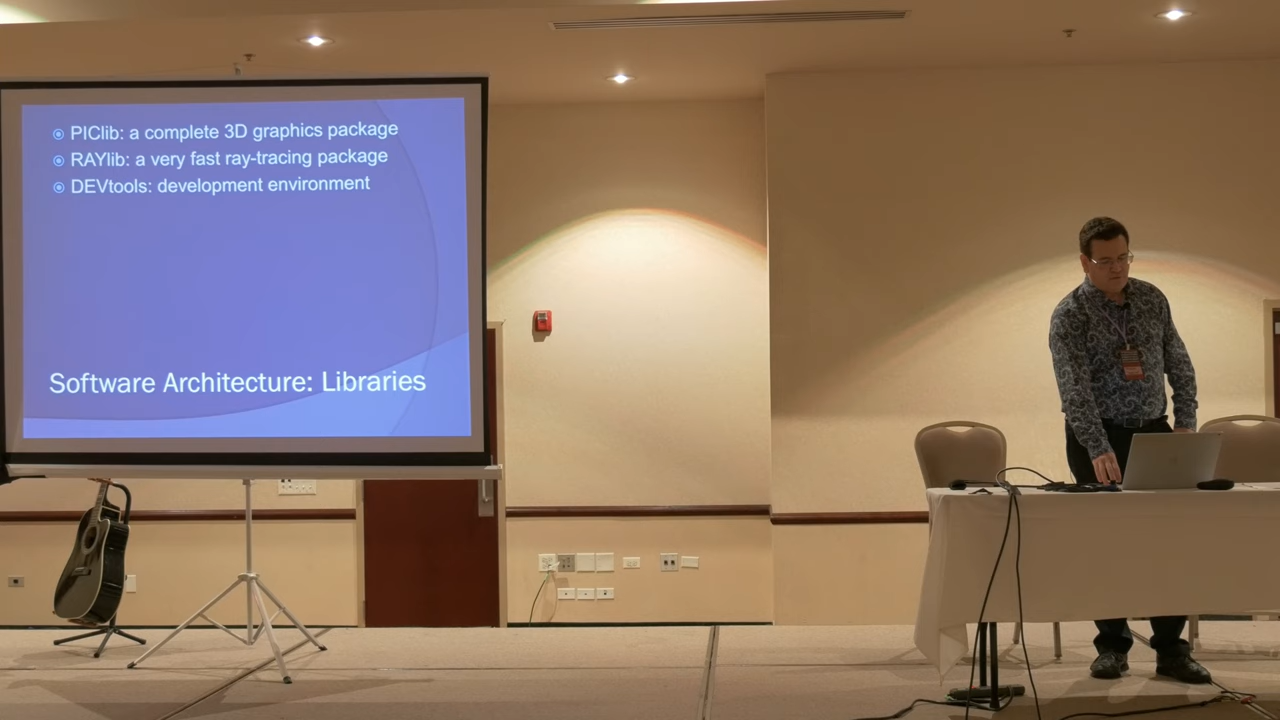 PIClib: a complete 3D graphics package
RAYlib: a very fast ray-tracing package
DEVtools: development environment
Software Architecture: Libraries